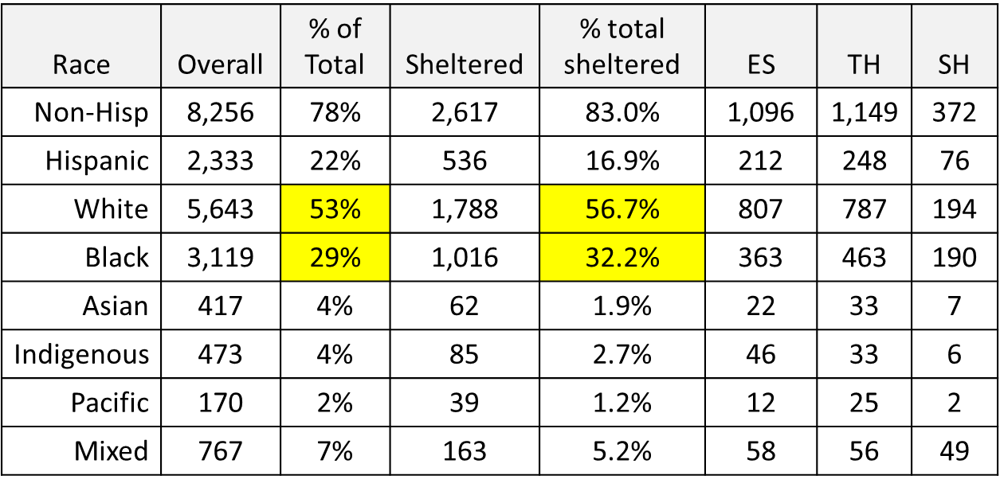 Race Overall % of Total Sheltered % total sheltered ES TH SH
Non-Hisp 8,256 78% 2,617 83.0% 1,096 1,149 372
Hispanic 2,333 22% 536 16.9% 212 248 76
White 5,643 53% 1,788 56.7% 807 787 194
Black 3,119 29% 1,016 32.2% 363 463 190
Asian 417 4% 62 1.9% 22 33 7
Indigenous 473 4% 85 2.7% 46 33 6
Pacific 170 2% 39 1.2% 12 25 2
Mixed 767 7% 163 5.2% 58 56 49